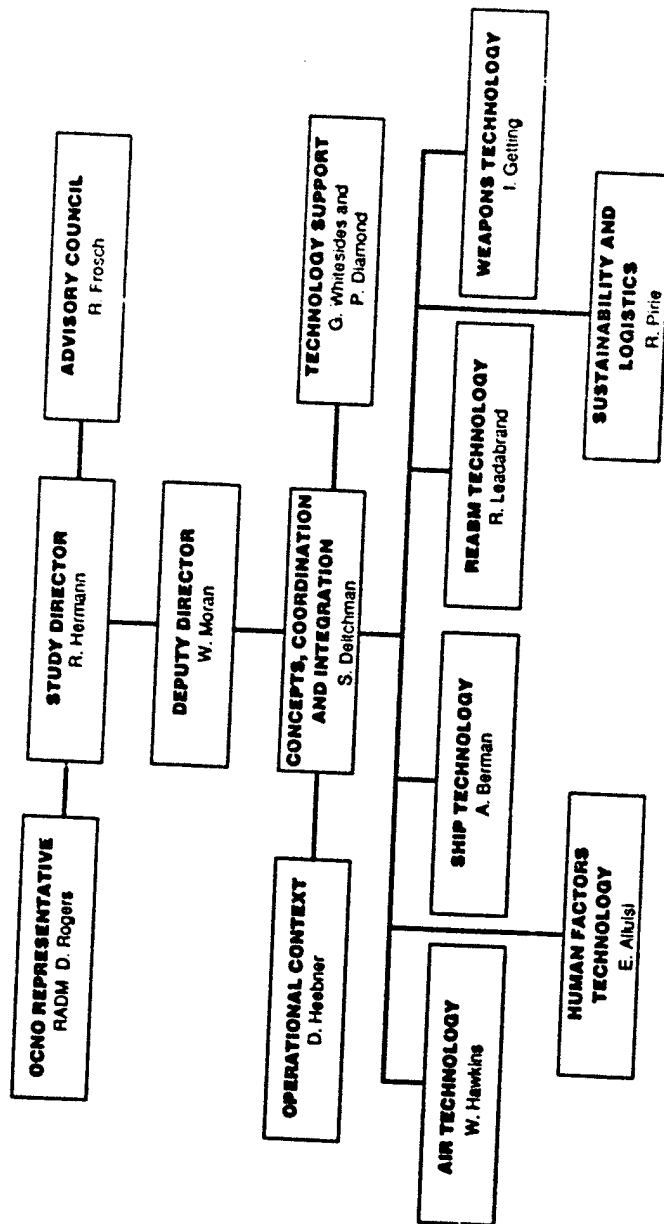 OCNO REPRESENTATIVE
RADM D. Rogers
STUDY DIRECTOR
R. Hermann
ADVISORY COUNCIL
R. Frosch
DEPUTY DIRECTOR
W. Moran
OPERATIONAL CONTEXT
D. Heebner
CONCEPTS, COORDINATION
AND INTEGRATION
S. Deitchman
TECHNOLOGY SUPPORT
G. Whitesides and
P. Diamond
AIR TECHNOLOGY
W. Hawkins
SHIP TECHNOLOGY
A. Berman
REABM TECHNOLOGY
R. Leadabrand
WEAPONS TECHNOLOGY
I. Getting
HUMAN FACTORS
TECHNOLOGY
E. Alluisi
SUSTAINABILITY AND
LOGISTICS
R. Pirie